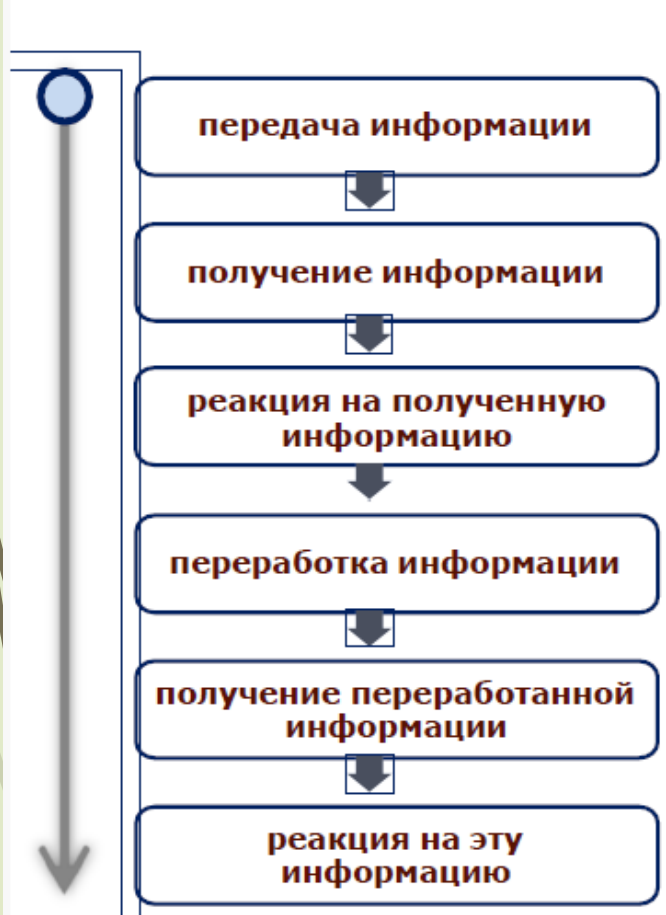 передача информации
получение информации
реакция на полученную
информацию
переработка информации
получение переработанной
информации
реакция на эту
информацию